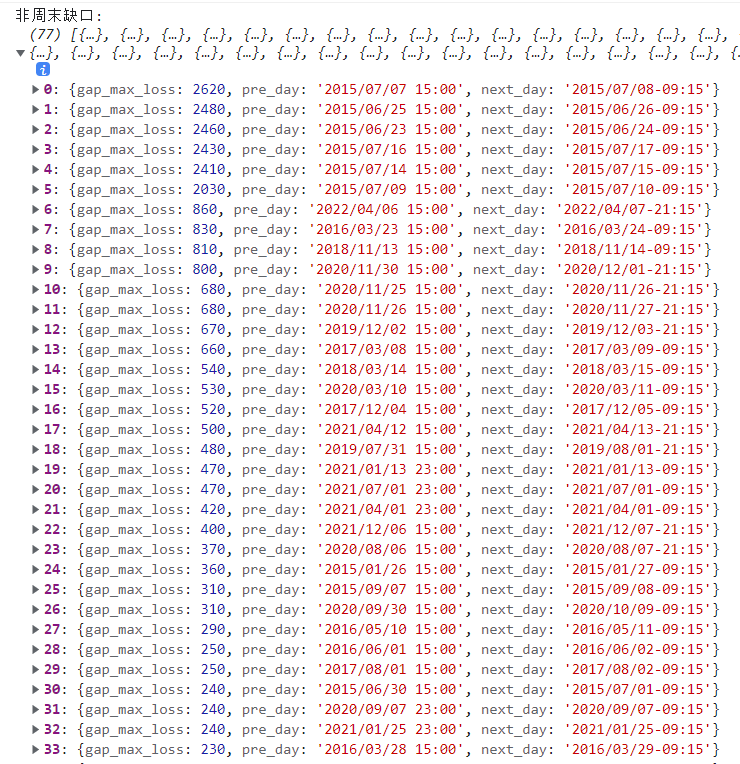 非周末缺口:
(77) [{…}, {…}, {…}, {…}, {…}, {…}, {…}, {…}, {…}, {…}, {…}, {…}, {…}, {…}, {…}, {…},
▼{…}, {…}, {…}, {…}, {…}, {…}, {…}, {…}, {…}, {…}, {…}, {…}, {…}, {…}, {…}, {…}, {…}, {
i
▶0: {gap_max_loss: 2620, pre_day: '2015/07/07 15:00', next_day: '2015/07/08-09:15'}
▶1: {gap_max_loss: 2480, pre_day: '2015/06/25 15:00', next_day: '2015/06/26-09:15'}
▶2: {gap_max_loss: 2460, pre_day: '2015/06/23 15:00', next_day: '2015/06/24-09:15'}
▶3: {gap_max_loss: 2430, pre_day: '2015/07/16 15:00', next_day: '2015/07/17-09:15'}
▶4: {gap_max_loss: 2410, pre_day: '2015/07/14 15:00', next_day: '2015/07/15-09:15'}
▶5: {gap_max_loss: 2030, pre_day: '2015/07/09 15:00', next_day: '2015/07/10-09:15'}
▶6: {gap_max_loss: 860, pre_day: '2022/04/06 15:00', next_day: '2022/04/07-21:15'}
▶7: {gap_max_loss: 830, pre_day: '2016/03/23 15:00', next_day: '2016/03/24-09:15'}
▶8: {gap_max_loss: 810, pre_day: '2018/11/13 15:00', next_day: '2018/11/14-09:15'}
▶9: {gap_max_loss: 800, pre_day: '2020/11/30 15:00', next_day: '2020/12/01-21:15'}
▶10: {gap_max_loss: 680, pre_day: '2020/11/25 15:00', next_day: '2020/11/26-21:15'}
▶11: {gap_max_loss: 680, pre_day: '2020/11/26 15:00', next_day: '2020/11/27-21:15'}
▶12: {gap_max_loss: 670, pre_day: '2019/12/02 15:00', next_day: '2019/12/03-21:15'}
▶13: {gap_max_loss: 660, pre_day: '2017/03/08 15:00', next_day: '2017/03/09-09:15'}
▶14: {gap_max_loss: 540, pre_day: '2018/03/14 15:00', next_day: '2018/03/15-09:15'}
▶15: {gap_max_loss: 530, pre_day: '2020/03/10 15:00', next_day: '2020/03/11-09:15'}
▶16: {gap_max_loss: 520, pre_day: '2017/12/04 15:00', next_day: '2017/12/05-09:15'}
▶17: {gap_max_loss: 500, pre_day: '2021/04/12 15:00', next_day: '2021/04/13-21:15'}
▶18: {gap_max_loss: 480, pre_day: '2019/07/31 15:00', next_day: '2019/08/01-21:15'}
▶19: {gap_max_loss: 470, pre_day: '2021/01/13 23:00', next_day: '2021/01/13-09:15'}
▶20: {gap_max_loss: 470, pre_day: '2021/07/01 23:00', next_day: '2021/07/01-09:15'}
▶21: {gap_max_loss: 420, pre_day: '2021/04/01 23:00', next_day: '2021/04/01-09:15'}
▶22: {gap_max_loss: 400, pre_day: '2021/12/06 15:00', next_day: '2021/12/07-21:15'}
▶23: {gap_max_loss: 370, pre_day: '2020/08/06 15:00', next_day: '2020/08/07-21:15'}
▶24: {gap_max_loss: 360, pre_day: '2015/01/26 15:00', next_day: '2015/01/27-09:15'}
▶25: {gap_max_loss: 310, pre_day: '2015/09/07 15:00', next_day: '2015/09/08-09:15'}
▶26: {gap_max_loss: 310, pre_day: '2020/09/30 15:00', next_day: '2020/10/09-09:15'}
▶27: {gap_max_loss: 290, pre_day: '2016/05/10 15:00', next_day: '2016/05/11-09:15'}
▶28: {gap_max_loss: 250, pre_day: '2016/06/01 15:00', next_day: '2016/06/02-09:15'}
▶29: {gap_max_loss: 250, pre_day: '2017/08/01 15:00', next_day: '2017/08/02-09:15'}
▶30: {gap_max_loss: 240, pre_day: '2015/06/30 15:00', next_day: '2015/07/01-09:15'}
▶31: {gap_max_loss: 240, pre_day: '2020/09/07 23:00', next_day: '2020/09/07-09:15'}
▶32: {gap_max_loss: 240, pre_day: '2021/01/25 23:00', next_day: '2021/01/25-09:15'}
▶33: {gap_max_loss: 230, pre_day: '2016/03/28 15:00', next_day: '2016/03/29-09:15'}